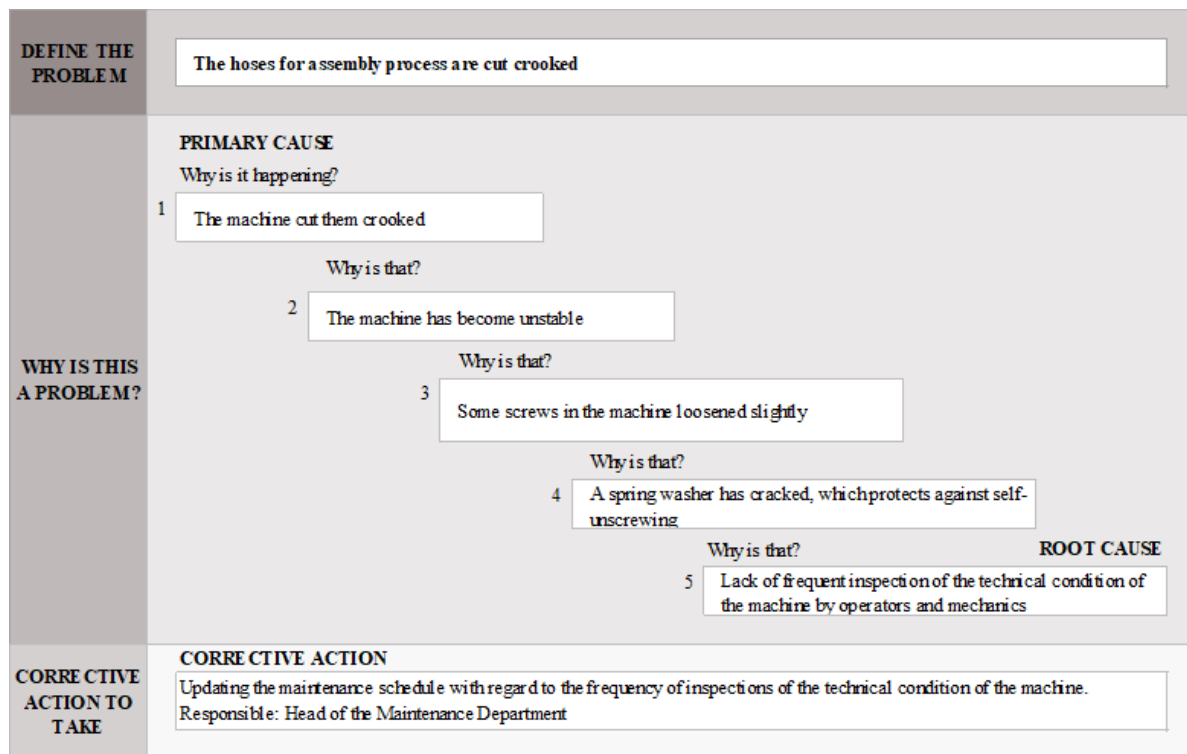 DEFINE THE
PROBLEM
The hoses for assembly process are cut crooked
WHY IS THIS
A PROBLEM?
PRIMARY CAUSE
Why is it happening?
1
The machine cut them crooked
Why is that?
2
The machine has become unstable
Why is that?
3
Some screws in the machine loosened slightly
Why is that?
4
A spring washer has cracked, which protects against self-
unscrewing
Why is that?
ROOT CAUSE
5
Lack of frequent inspection of the technical condition of
the machine by operators and mechanics
CORRECTIVE
ACTION TO
TAKE
CORRECTIVE ACTION
Updating the maintenance schedule with regard to the frequency of inspections of the technical condition of the machine.
Responsible: Head of the Maintenance Department